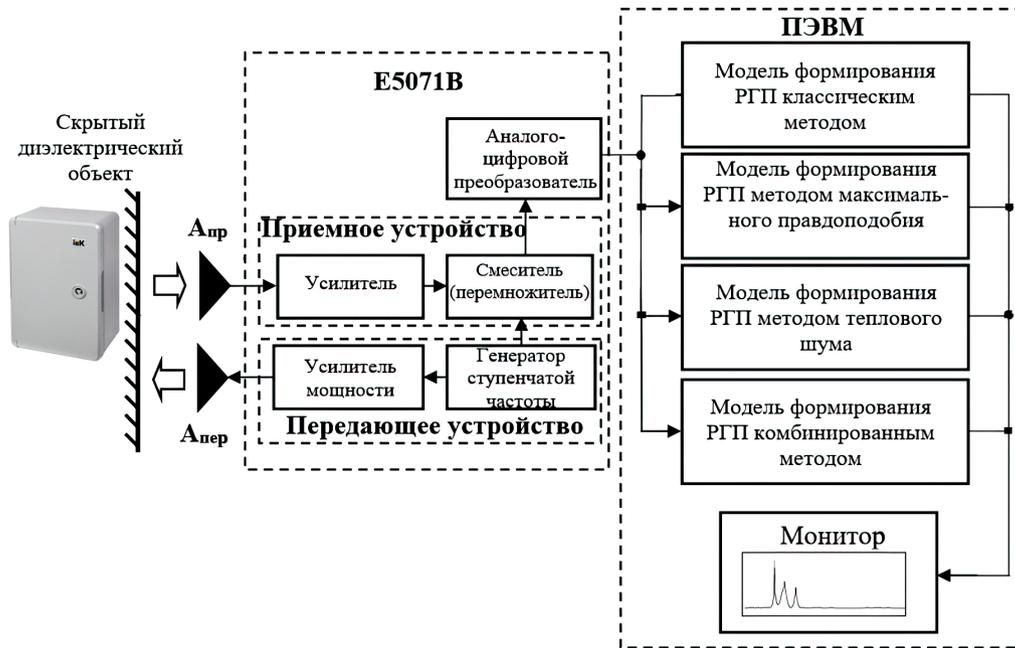 ПЭВМ
E5071B
Скрытый
диэлектрический
объект
Аналого-
цифровой
преобразователь
Модель формирования
РГП классическим
методом
Модель формирования
РГП методом максималь-
ного правдоподобия
IEK
Апр
Приемное устройство
Усилитель
Смеситель
(перемножитель)
Модель формирования
РГП методом теплового
шума
Усилитель
мощности
Генератор
ступенчатой
частоты
Апер
Передающее устройство
Модель формирования
РГП комбинированным
методом
Монитор